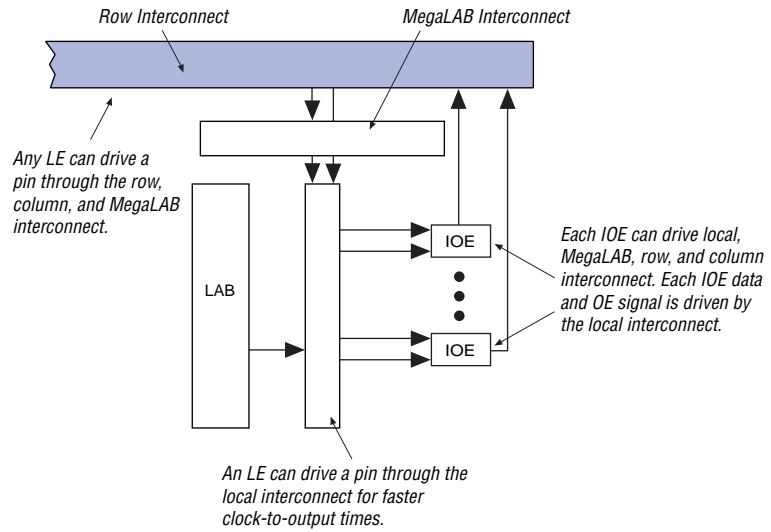 Row Interconnect
MegaLAB Interconnect
Any LE can drive a
pin through the row,
column, and MegaLAB
interconnect.
LAB
IOE
IOE
Each IOE can drive local,
MegaLAB, row, and column
interconnect. Each IOE data
and OE signal is driven by
the local interconnect.
An LE can drive a pin through the
local interconnect for faster
clock-to-output times.